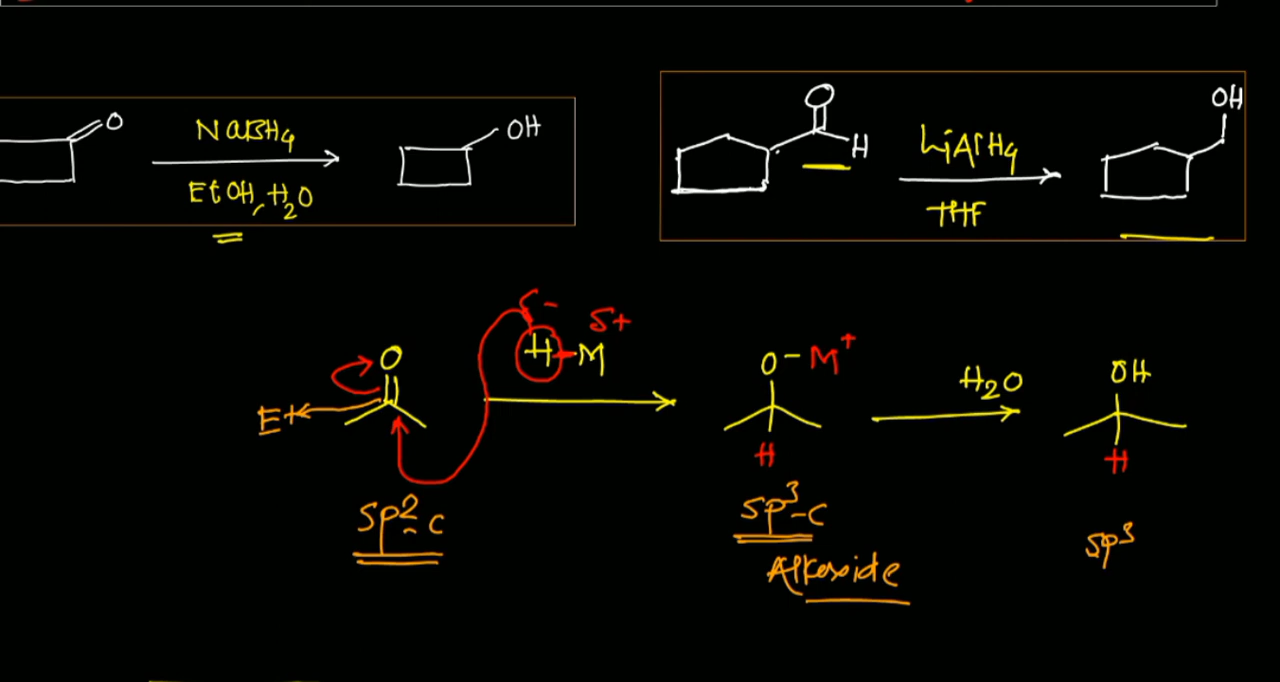 O
NaBH4
EtOH, H2O
OH
O
H
LiAlH4
THF
OH
O
E+
δ- δ+
H-M
sp2-c
O-M+
H
sp3-c
Alkoxide
H2O
OH
H
sp3